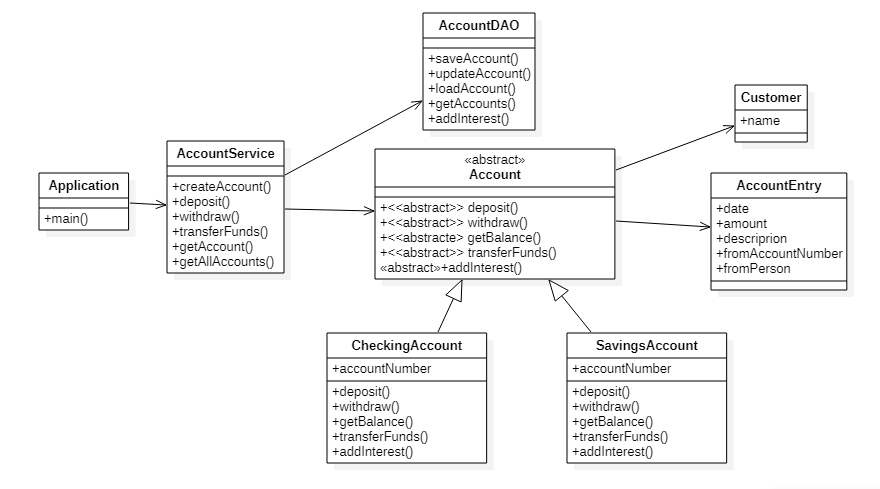 AccountDAO
+saveAccount()
+updateAccount()
+loadAccount()
+getAccounts()
+addInterest()
Customer
+name
AccountService
+createAccount()
+deposit()
+withdraw()
+transferFunds()
+getAccount()
+getAllAccounts()
Application
+main()
«abstract»
Account
+<<abstract>> deposit()
+<<abstract>> withdraw()
+<<abstracte> getBalance()
+<<abstract>> transferFunds()
«abstract»+addInterest()
AccountEntry
+date
+amount
+descriprion
+fromAccountNumber
+fromPerson
CheckingAccount
+accountNumber
+deposit()
+withdraw()
+getBalance()
+transferFunds()
+addInterest()
SavingsAccount
+accountNumber
+deposit()
+withdraw()
+getBalance()
+transferFunds()
+addInterest()